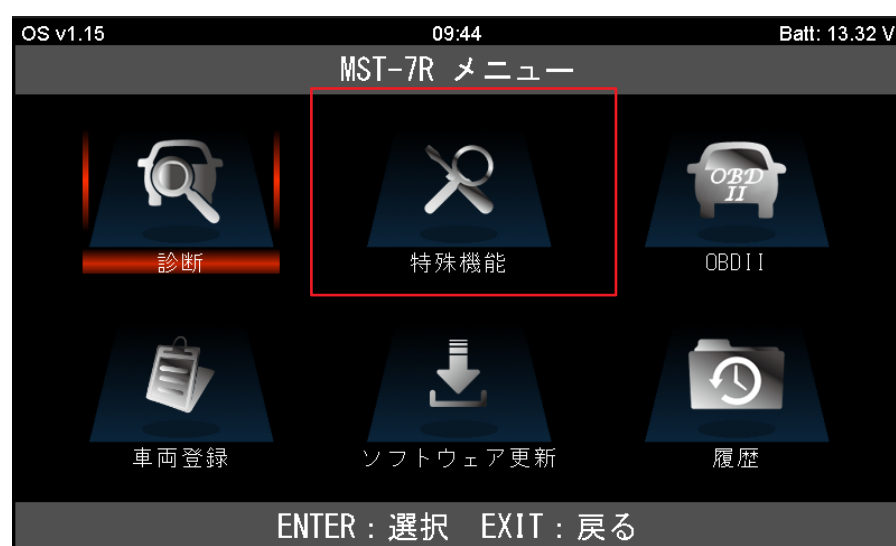 OS v1.15 09:44 Batt: 13.32 V
MST-7R メニュー
OBD
II
診断 特殊機能 OBDII
車両登録 ソフトウェア更新 履歴
ENTER：選択 EXIT：戻る